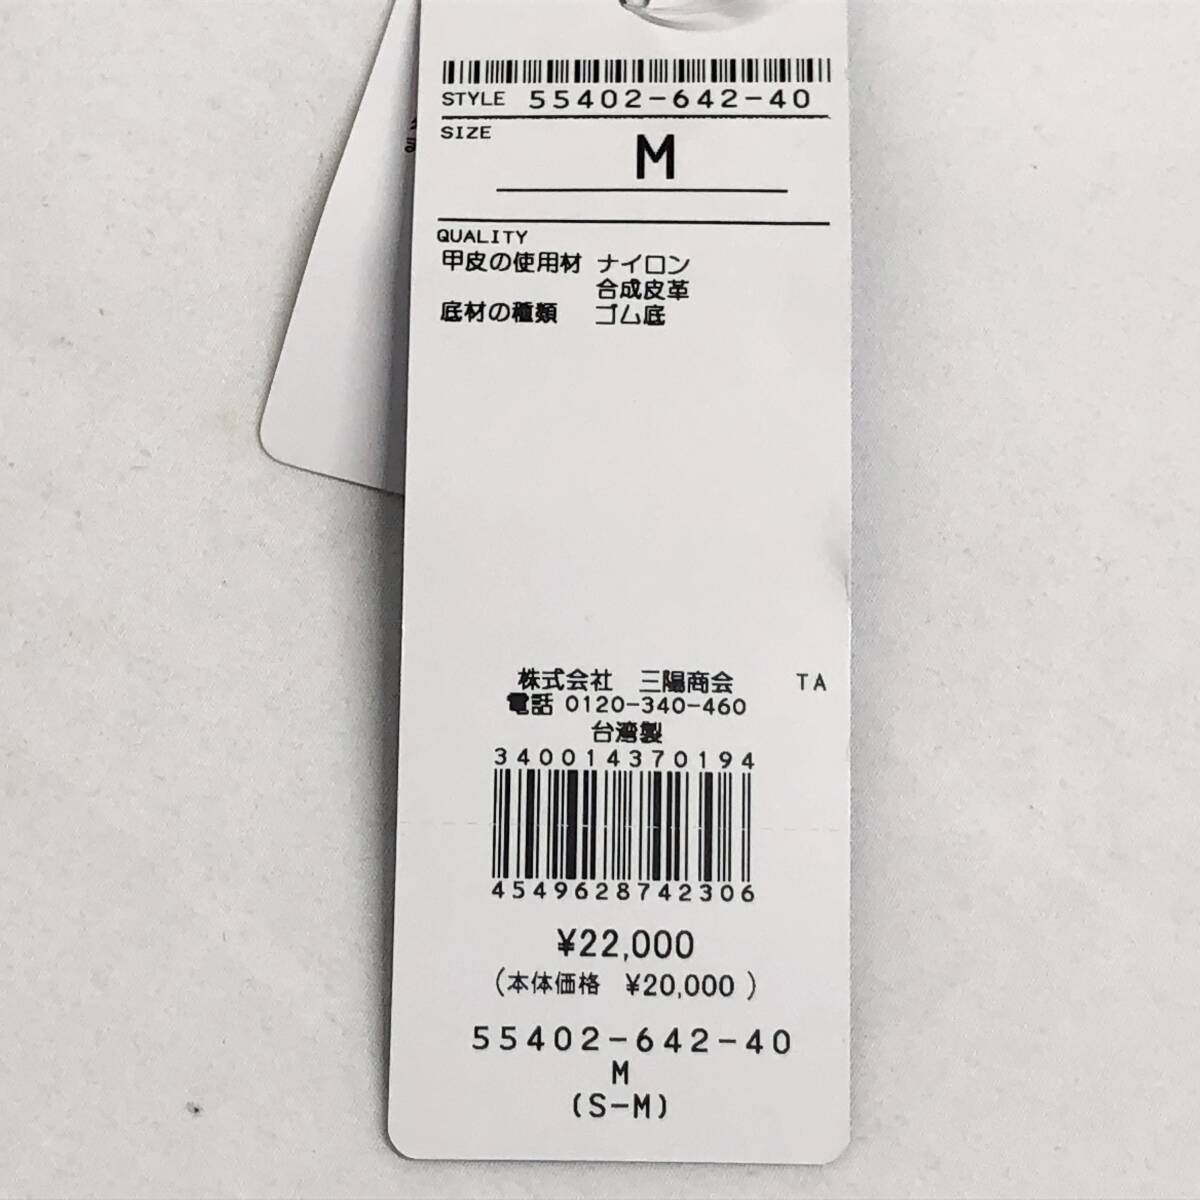 STYLE 55402-642-40
SIZE
M
QUALITY
甲皮の使用材 ナイロン
合成皮革
底材の種類 ゴム底
株式会社 三陽商会 TA
電話 0120-340-460
台湾製
340014370194
4549628742306
¥22,000
(本体価格 ¥20,000)
55402-642-40
M
(S-M)